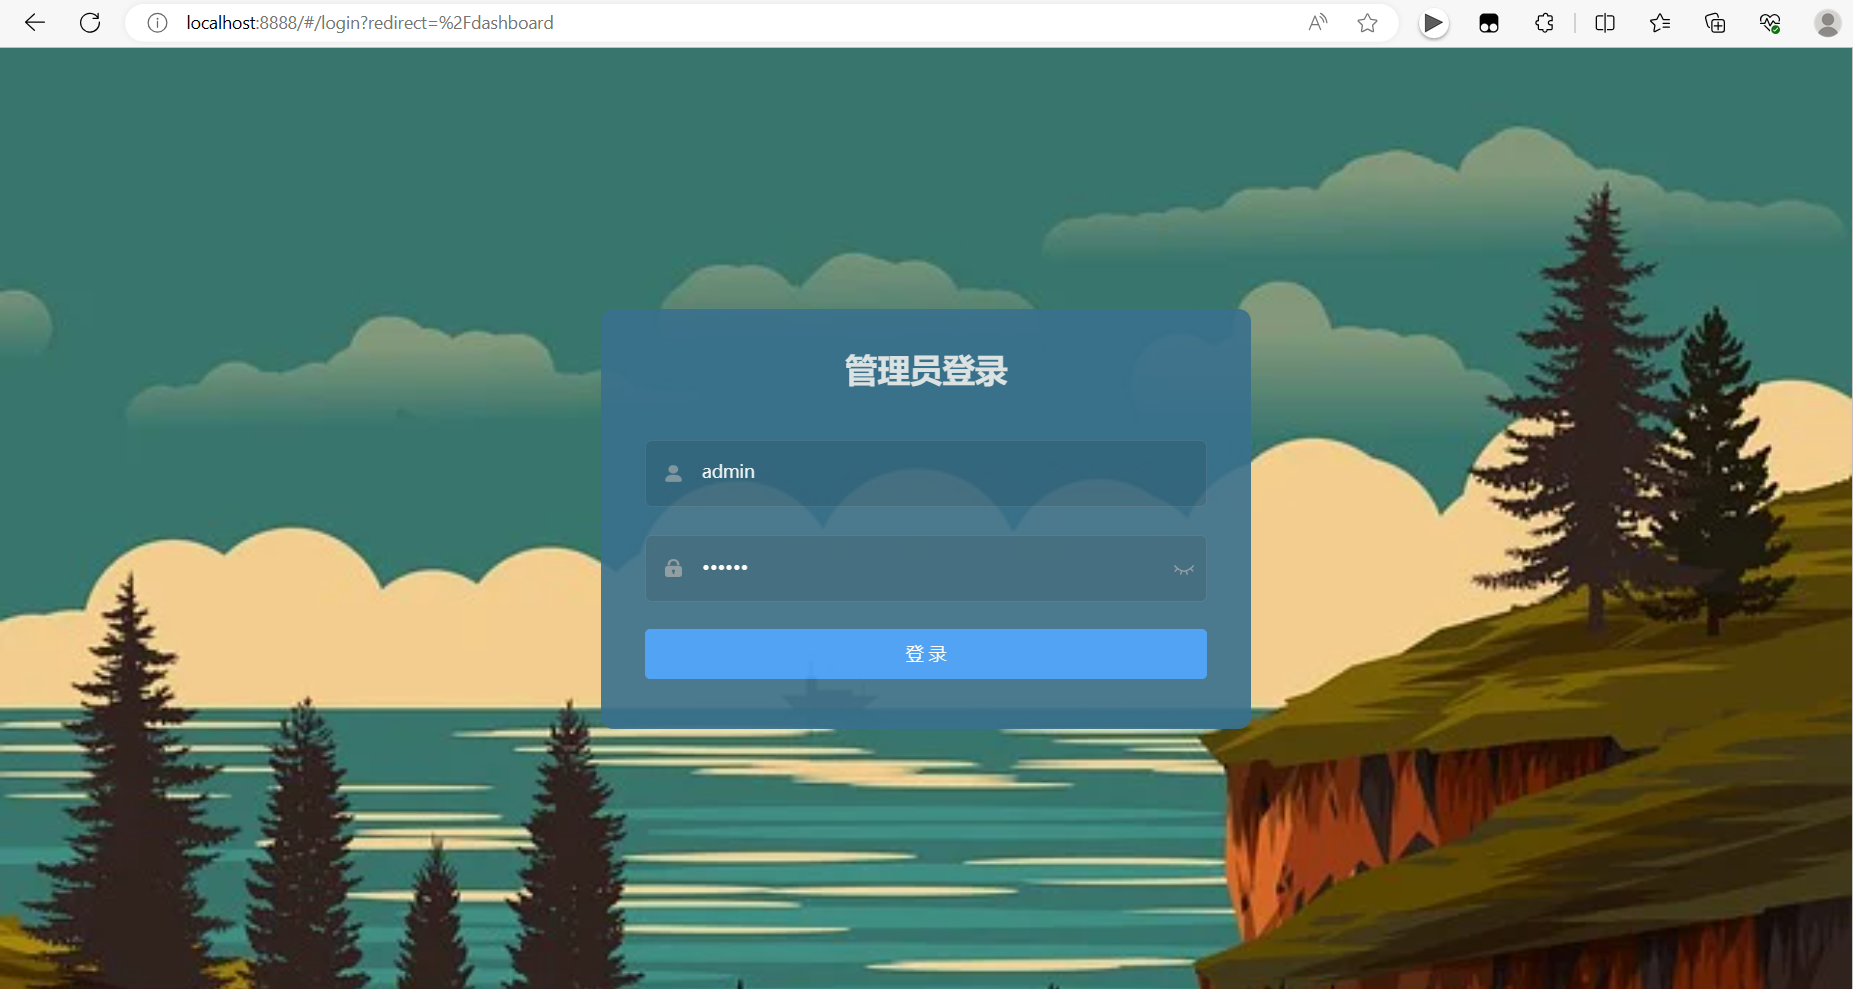 localhost:8888/#/login?redirect=%2Fdashboard
管理员登录
admin
••••••
登录